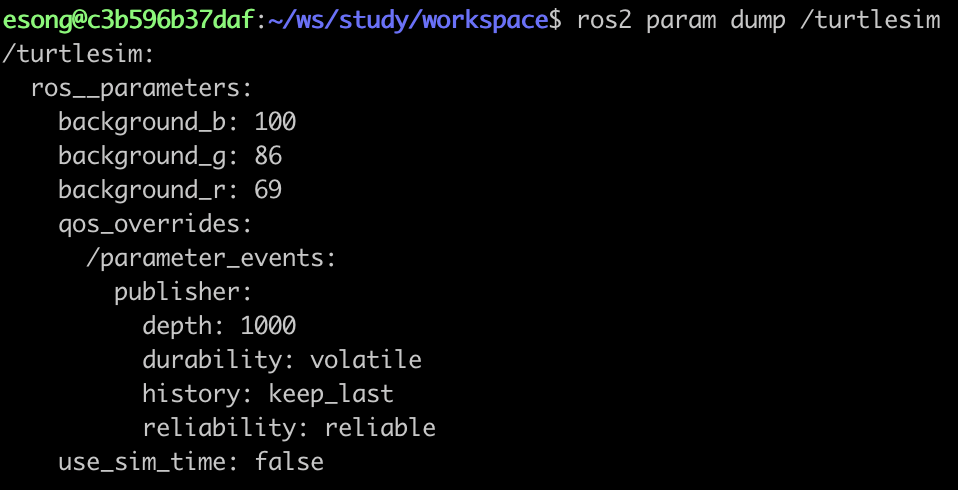 esong@c3b596b37daf:~/ws/study/workspace$ ros2 param dump /turtlesim
/turtlesim:
  ros__parameters:
    background_b: 100
    background_g: 86
    background_r: 69
    qos_overrides:
      /parameter_events:
        publisher:
          depth: 1000
          durability: volatile
          history: keep_last
          reliability: reliable
    use_sim_time: false